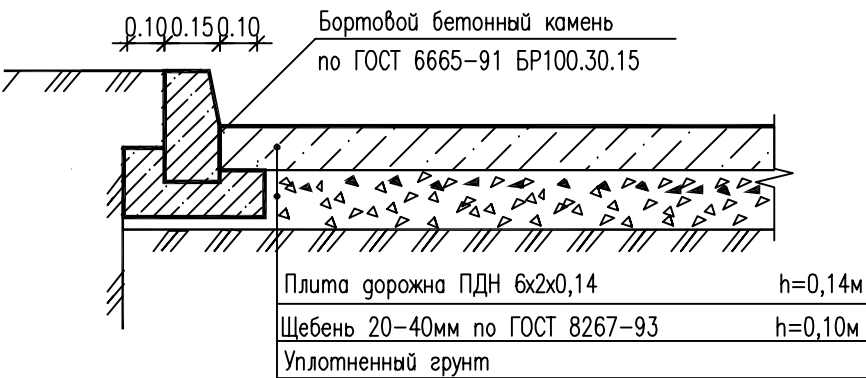 0.10 0.15 0.10
Бортовой бетонный камень
по ГОСТ 6665-91 БР100.30.15
Плита дорожна ПДН 6х2х0,14 h=0,14м
Щебень 20-40мм по ГОСТ 8267-93 h=0,10м
Уплотненный грунт